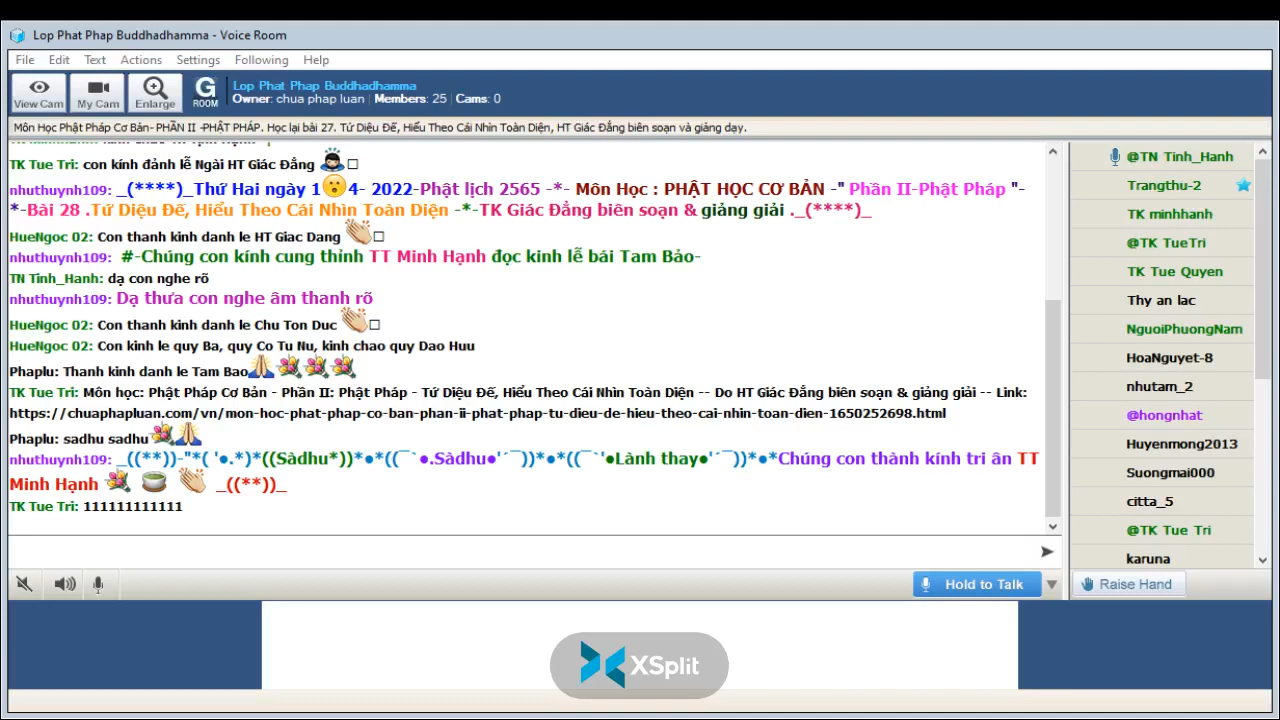 Lop Phat Phap Buddhadhamma - Voice Room
File Edit Text Actions Settings Following Help
View Cam My Cam Enlarge G ROOM
Lop Phat Phap Buddhadhamma
Owner: chua phap luan | Members: 25 | Cams: 0
Môn Học Phật Pháp Cơ Bản- PHẦN II -PHẬT PHÁP. Học lại bài 27. Tứ Diệu Đế, Hiểu Theo Cái Nhìn Toàn Diện, HT Giác Đẳng biên soạn và giảng dạy.
TK Tue Tri: con kính đảnh lễ Ngài HT Giác Đẳng
nhuthuynh109: _(****)_Thứ Hai ngày 1 4- 2022-Phật lịch 2565 -*- Môn Học : PHẬT HỌC CƠ BẢN -" Phần II-Phật Pháp "-
*-Bài 28 .Tứ Diệu Đế, Hiểu Theo Cái Nhìn Toàn Diện -*-TK Giác Đẳng biên soạn & giảng giải ._(****)_
HueNgoc 02: Con thanh kinh danh le HT Giac Dang
nhuthuynh109: #-Chúng con kính cung thỉnh TT Minh Hạnh đọc kinh lễ bái Tam Bảo-
TN Tinh_Hanh: dạ con nghe rõ
nhuthuynh109: Dạ thưa con nghe âm thanh rõ
HueNgoc 02: Con thanh kinh danh le Chu Ton Duc
HueNgoc 02: Con kinh le quy Ba, quy Co Tu Nu, kinh chao quy Dao Huu
Phaplu: Thanh kinh danh le Tam Bao
TK Tue Tri: Môn học: Phật Pháp Cơ Bản - Phần II: Phật Pháp - Tứ Diệu Đế, Hiểu Theo Cái Nhìn Toàn Diện -- Do HT Giác Đẳng biên soạn & giảng giải -- Link:
https://chuaphapluan.com/vn/mon-hoc-phat-phap-co-ban-phan-ii-phat-phap-tu-dieu-de-hieu-theo-cai-nhin-toan-dien-1650252698.html
Phaplu: sadhu sadhu
nhuthuynh109: _((**))-"*( '●.*)*((Sàdhu*))*●*((¯`●.Sàdhu●'´¯))*●*((¯`'●Lành thay●'´¯))*●*Chúng con thành kính tri ân TT
Minh Hạnh _((**))_
TK Tue Tri: 111111111111
Hold to Talk
@TN Tinh_Hanh
Trangthu-2
TK minhhanh
@TK TueTri
TK Tue Quyen
Thy an lac
NguoiPhuongNam
HoaNguyet-8
nhutam_2
@hongnhat
Huyenmong2013
Suongmai000
citta_5
@TK Tue Tri
karuna
Raise Hand
XSplit